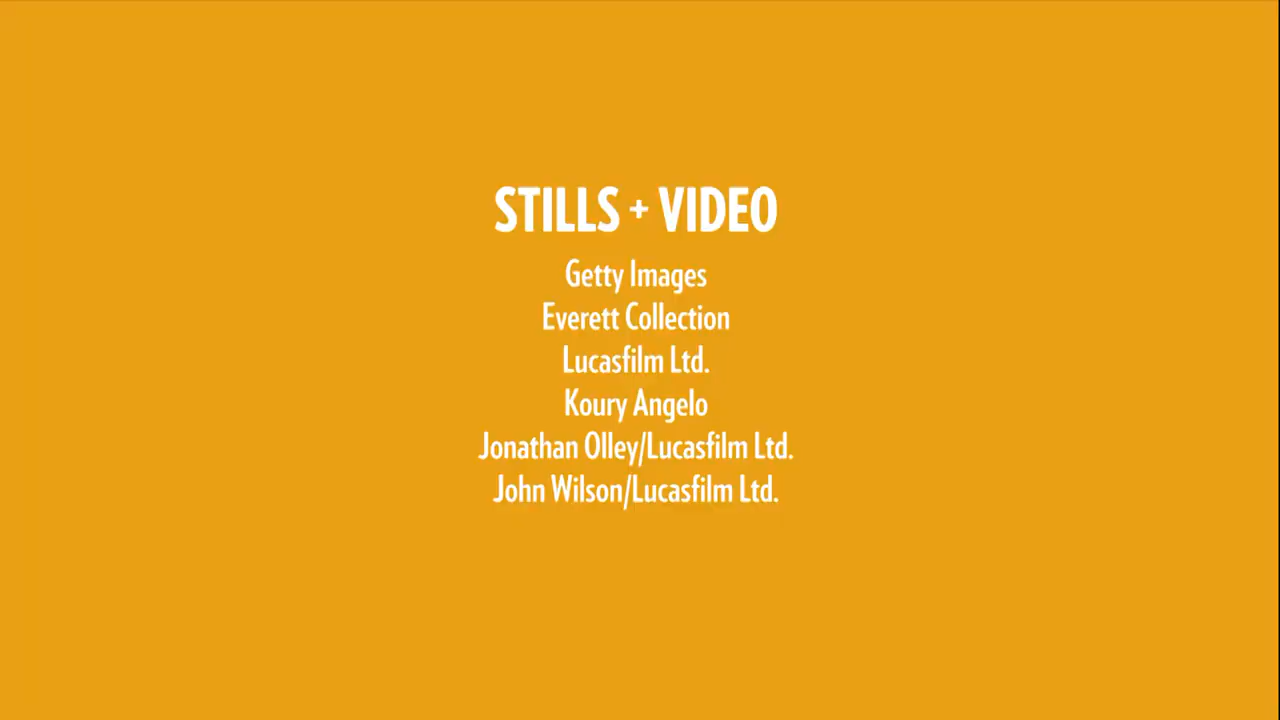 STILLS + VIDEO
Getty Images
Everett Collection
Lucasfilm Ltd.
Koury Angelo
Jonathan Olley/Lucasfilm Ltd.
John Wilson/Lucasfilm Ltd.